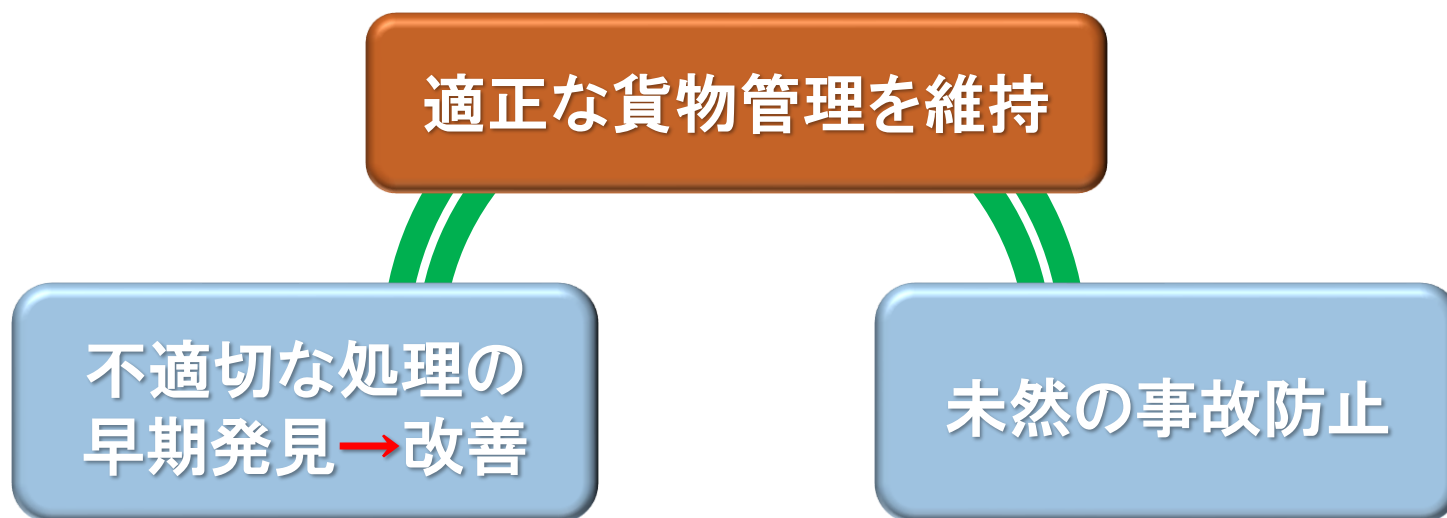 適正な貨物管理を維持
不適切な処理の
早期発見→改善
未然の事故防止